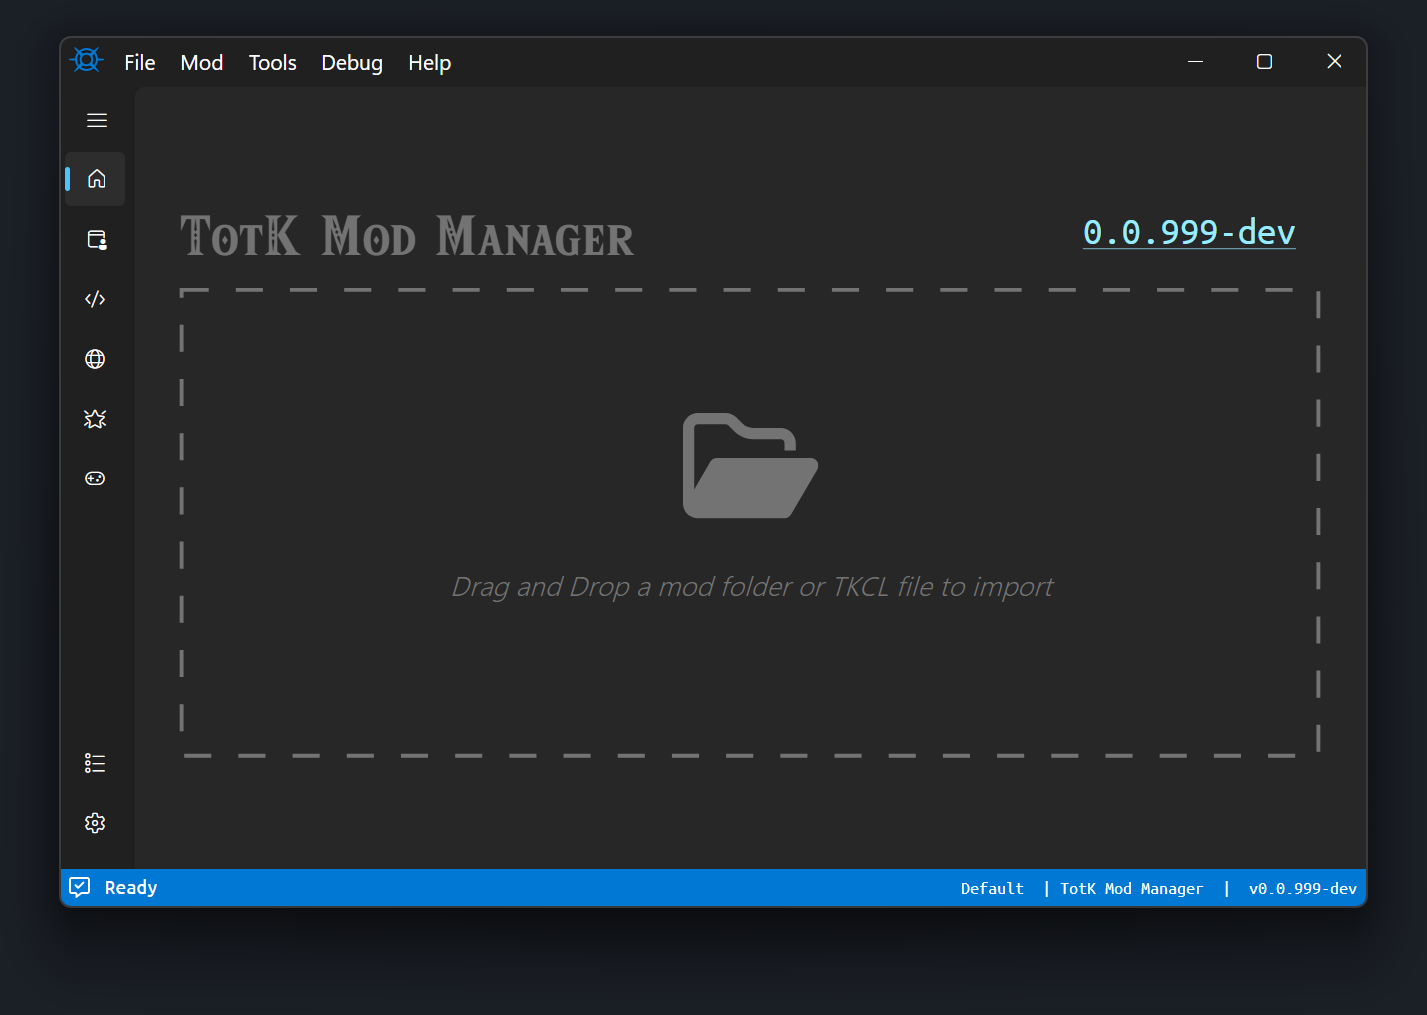 File Mod Tools Debug Help
TotK Mod Manager
0.0.999-dev
Drag and Drop a mod folder or TKCL file to import
Ready
Default | TotK Mod Manager | v0.0.999-dev